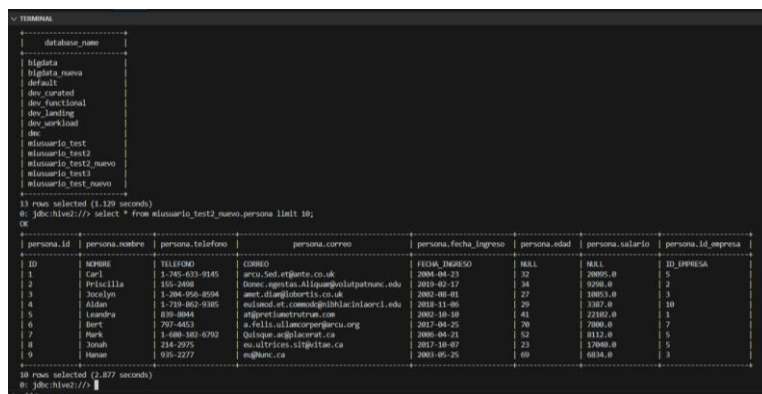 TERMINAL
+------------------------+
| database_name |
+------------------------+
| bigdata |
| bigdata_nueva |
| default |
| dev_curated |
| dev_functional |
| dev_landing |
| dev_workload |
| dmc |
| miusuario_test |
| miusuario_test2 |
| miusuario_test2_nuevo |
| miusuario_test3 |
| miusuario_test_nuevo |
+------------------------+
13 rows selected (1.129 seconds)
0: jdbc:hive2://> select * from miusuario_test2_nuevo.persona limit 10;
OK
| persona.id | persona.nombre | persona.telefono | persona.correo | persona.fecha_ingreso | persona.edad | persona.salario | persona.id_empresa |
| ID | NOMBRE | TELEFONO | CORREO | FECHA_INGRESO | NULL | NULL | ID_EMPRESA |
| 1 | Carl | 1-745-633-9145 | arcu.Sed.et@ante.co.uk | 2004-04-23 | 32 | 20095.0 | 5 |
| 2 | Priscilla | 155-2498 | Donec.egestas.Aliquam@volutpatnunc.edu | 2019-02-17 | 34 | 9298.0 | 2 |
| 3 | Jocelyn | 1-204-956-8594 | amet.diam@lobortis.co.uk | 2002-08-01 | 27 | 10853.0 | 3 |
| 4 | Aidan | 1-719-862-9385 | euismod.et.commodo@nibhlaciniaorci.edu | 2018-11-06 | 29 | 3387.0 | 10 |
| 5 | Leandra | 839-8044 | at@pretiumetrutrum.com | 2002-10-10 | 41 | 22102.0 | 1 |
| 6 | Bert | 797-4453 | a.felis.ullamcorper@arcu.org | 2017-04-25 | 70 | 7800.0 | 7 |
| 7 | Mark | 1-680-102-6792 | Quisque.ac@placerat.ca | 2006-04-21 | 52 | 8112.0 | 5 |
| 8 | Jonah | 214-2975 | eu.ultrices.sit@vitae.ca | 2017-10-07 | 23 | 17040.0 | 5 |
| 9 | Hanae | 935-2277 | eu@Nunc.ca | 2003-05-25 | 69 | 6834.0 | 3 |
10 rows selected (2.877 seconds)
0: jdbc:hive2://>